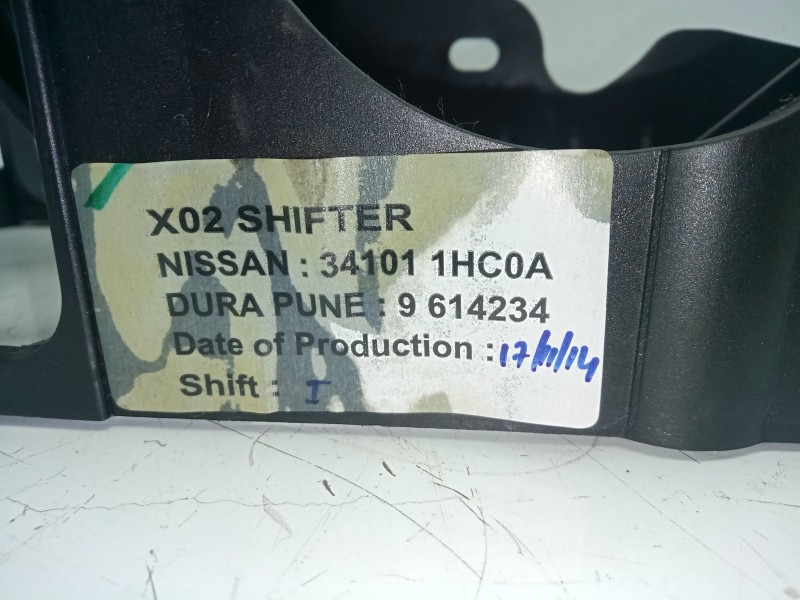 X02 SHIFTER
NISSAN : 34101 1HC0A
DURA PUNE : 9 614234
Date of Production : 17/11/14
Shift : I